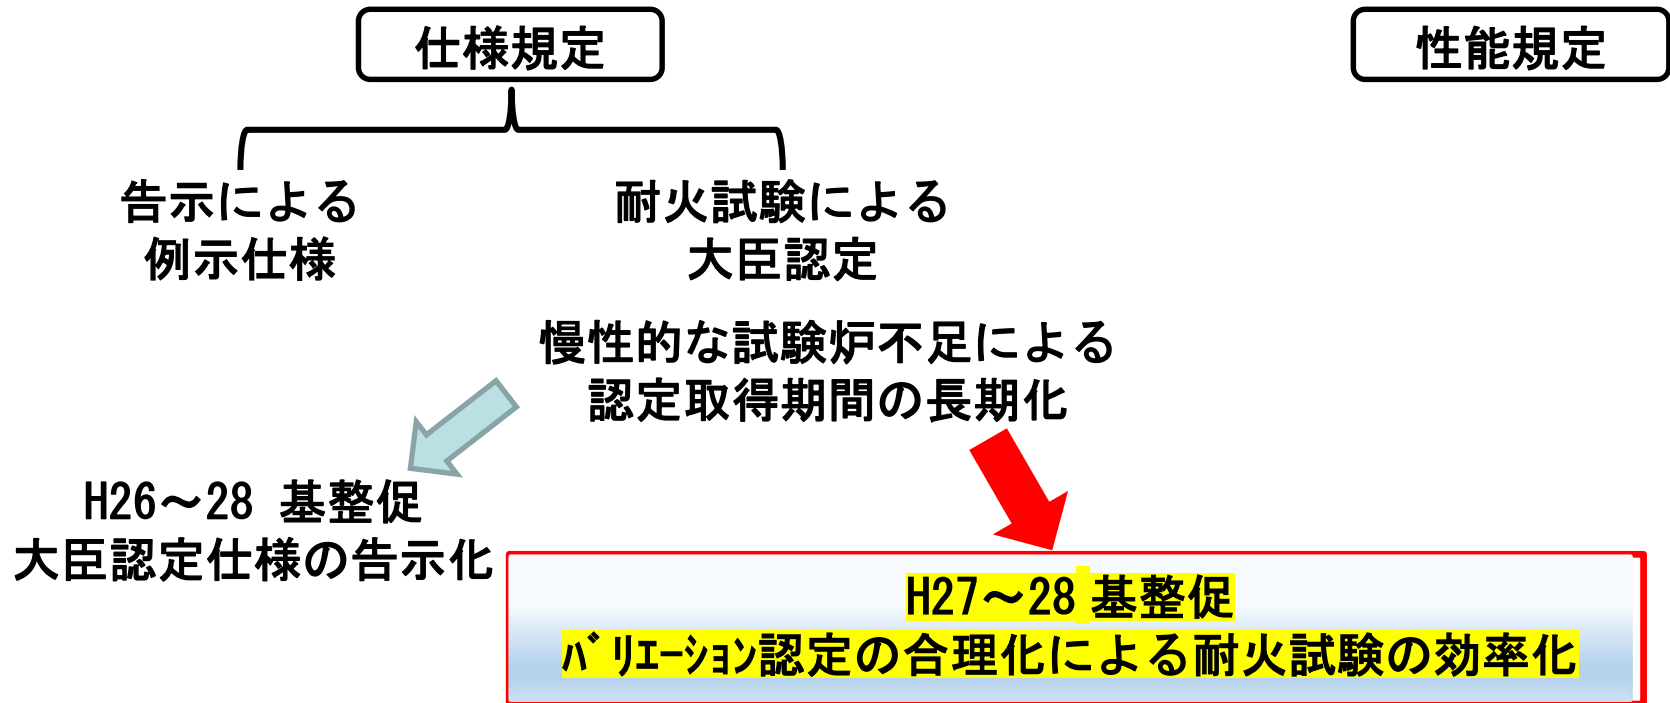 仕様規定
性能規定
告示による
例示仕様
耐火試験による
大臣認定
慢性的な試験炉不足による
認定取得期間の長期化
H26～28 基整促
大臣認定仕様の告示化
H27～28 基整促
ﾊﾞﾘｴｰｼｮﾝ認定の合理化による耐火試験の効率化